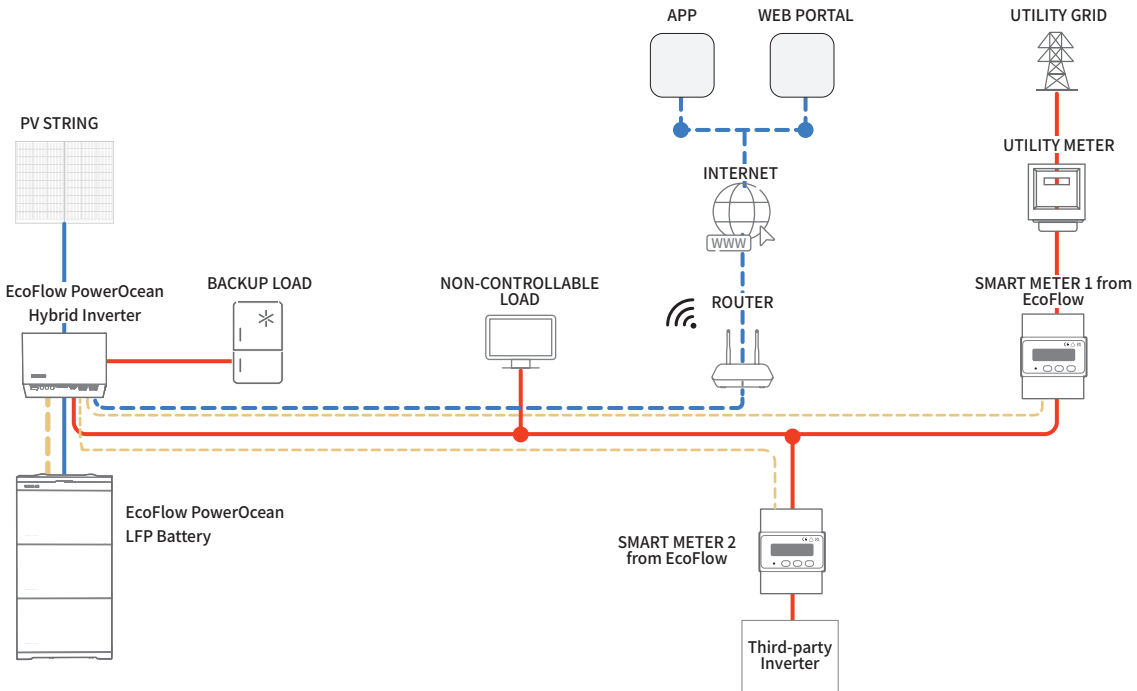 APP
WEB PORTAL
UTILITY GRID
PV STRING
UTILITY METER
INTERNET
WWW
EcoFlow PowerOcean
Hybrid Inverter
BACKUP LOAD
NON-CONTROLLABLE
LOAD
ROUTER
SMART METER 1 from
EcoFlow
EcoFlow PowerOcean
LFP Battery
SMART METER 2
from EcoFlow
Third-party
Inverter